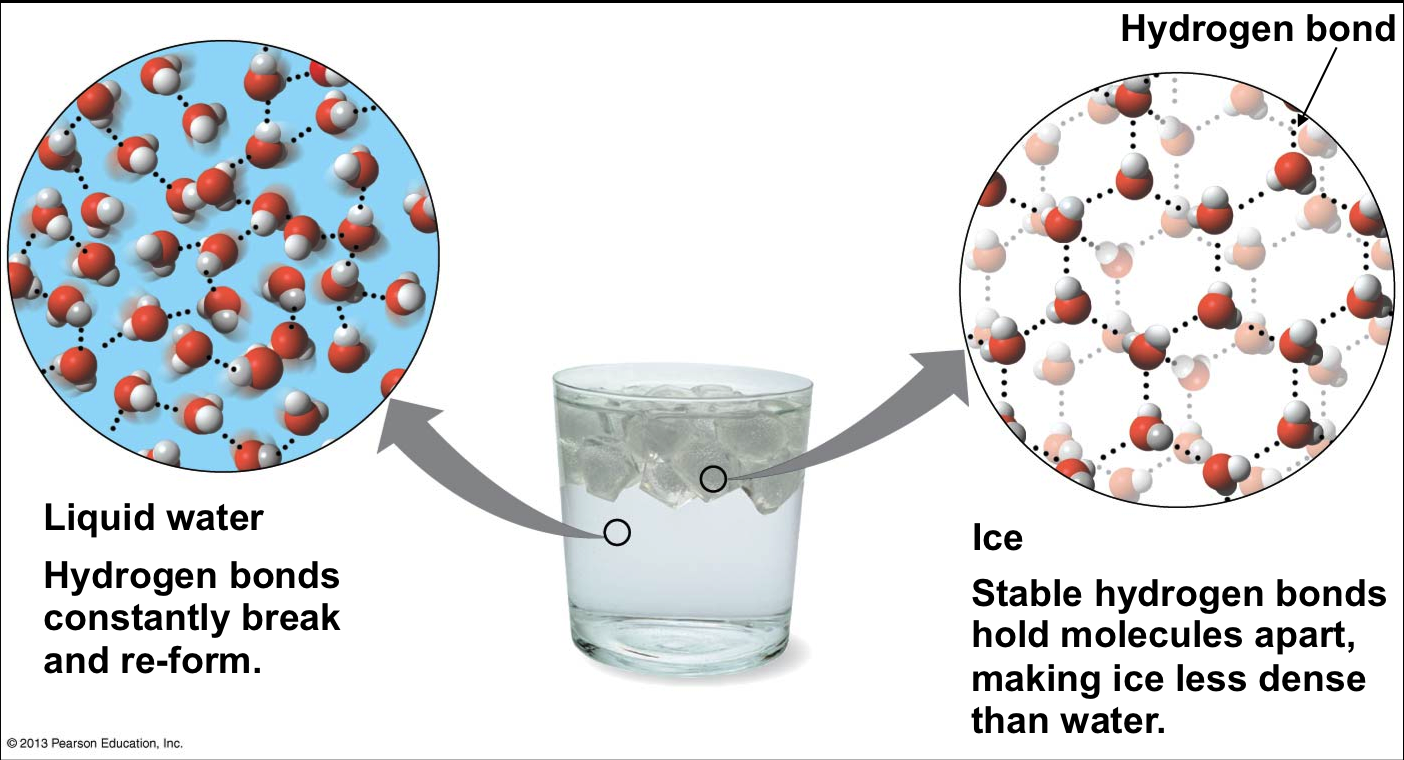 Hydrogen bond
Liquid water
Hydrogen bonds
constantly break
and re-form.
Ice
Stable hydrogen bonds
hold molecules apart,
making ice less dense
than water.
© 2013 Pearson Education, Inc.